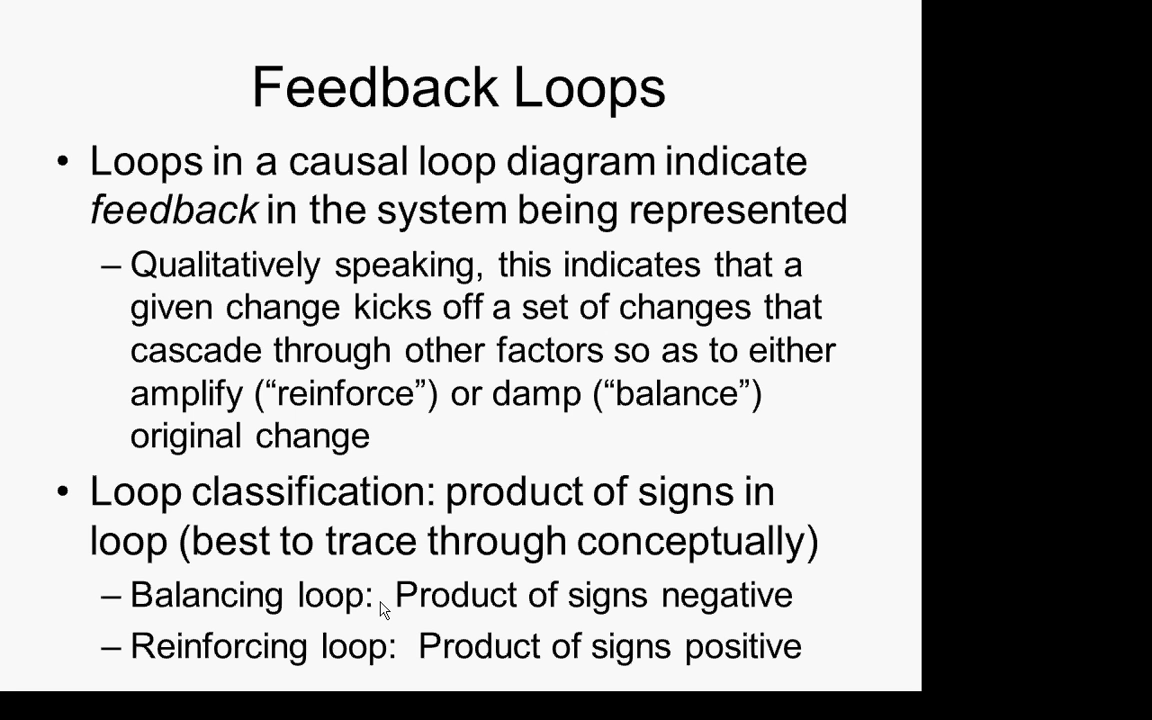 Feedback Loops
• Loops in a causal loop diagram indicate
feedback in the system being represented
– Qualitatively speaking, this indicates that a
given change kicks off a set of changes that
cascade through other factors so as to either
amplify (“reinforce”) or damp (“balance”)
original change
• Loop classification: product of signs in
loop (best to trace through conceptually)
– Balancing loop: Product of signs negative
– Reinforcing loop: Product of signs positive